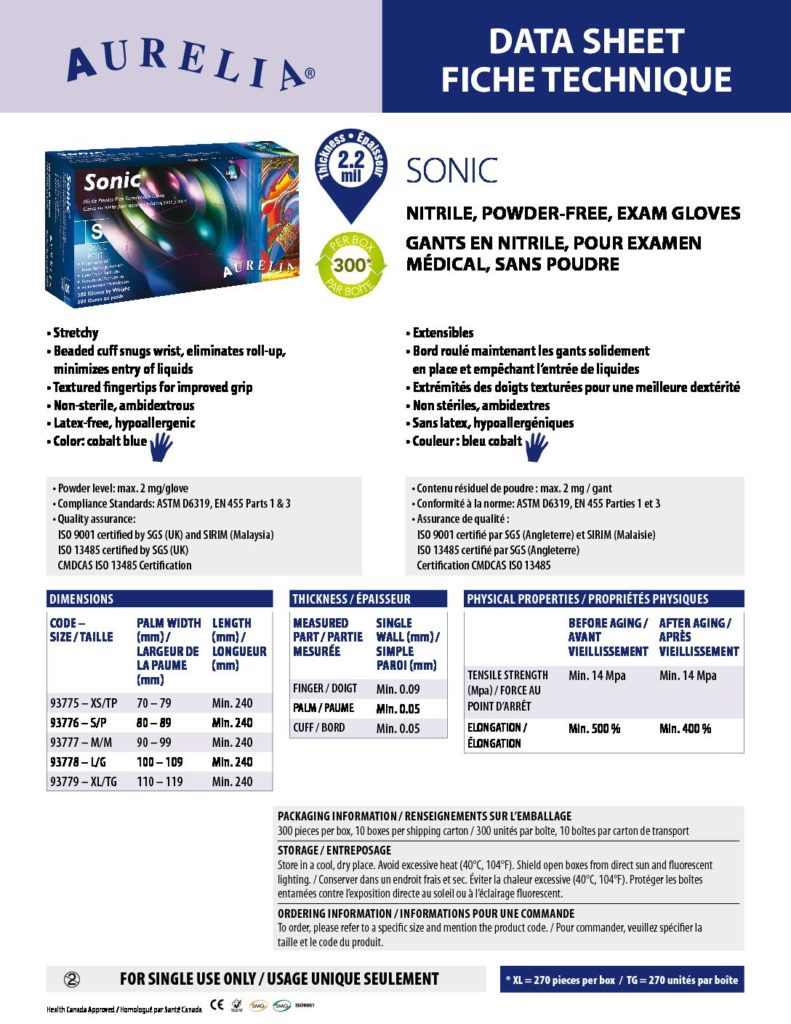 AURELIA®
DATA SHEET
FICHE TECHNIQUE
Sonic
S
AURELIA
300 Gloves by Weight
300 Gants au poids
Thickness • Épaisseur
2.2
mil
PER BOX
300*
PAR BOÎTE
SONIC
NITRILE, POWDER-FREE, EXAM GLOVES
GANTS EN NITRILE, POUR EXAMEN
MÉDICAL, SANS POUDRE
• Stretchy
• Beaded cuff snugs wrist, eliminates roll-up,
minimizes entry of liquids
• Textured fingertips for improved grip
• Non-sterile, ambidextrous
• Latex-free, hypoallergenic
• Color: cobalt blue
• Extensibles
• Bord roulé maintenant les gants solidement
en place et empêchant l'entrée de liquides
• Extrémités des doigts texturées pour une meilleure dextérité
• Non stériles, ambidextres
• Sans latex, hypoallergéniques
• Couleur : bleu cobalt
• Powder level: max. 2 mg/glove
• Compliance Standards: ASTM D6319, EN 455 Parts 1 & 3
• Quality assurance:
ISO 9001 certified by SGS (UK) and SIRIM (Malaysia)
ISO 13485 certified by SGS (UK)
CMDCAS ISO 13485 Certification
• Contenu résiduel de poudre : max. 2 mg / gant
• Conformité à la norme: ASTM D6319, EN 455 Parties 1 et 3
• Assurance de qualité :
ISO 9001 certifié par SGS (Angleterre) et SIRIM (Malaisie)
ISO 13485 certifié par SGS (Angleterre)
Certification CMDCAS ISO 13485
DIMENSIONS
CODE – SIZE / TAILLE PALM WIDTH (mm) / LARGEUR DE LA PAUME (mm) LENGTH (mm) / LONGUEUR (mm)
93775 – XS/TP 70 – 79 Min. 240
93776 – S/P 80 – 89 Min. 240
93777 – M/M 90 – 99 Min. 240
93778 – L/G 100 – 109 Min. 240
93779 – XL/TG 110 – 119 Min. 240
THICKNESS / ÉPAISSEUR
MEASURED PART / PARTIE MESURÉE SINGLE WALL (mm) / SIMPLE PAROI (mm)
FINGER / DOIGT Min. 0.09
PALM / PAUME Min. 0.05
CUFF / BORD Min. 0.05
PHYSICAL PROPERTIES / PROPRIÉTÉS PHYSIQUES
BEFORE AGING / AVANT VIEILLISSEMENT AFTER AGING / APRÈS VIEILLISSEMENT
TENSILE STRENGTH (Mpa) / FORCE AU POINT D'ARRÊT Min. 14 Mpa Min. 14 Mpa
ELONGATION / ÉLONGATION Min. 500 % Min. 400 %
PACKAGING INFORMATION / RENSEIGNEMENTS SUR L'EMBALLAGE
300 pieces per box, 10 boxes per shipping carton / 300 unités par boîte, 10 boîtes par carton de transport
STORAGE / ENTREPOSAGE
Store in a cool, dry place. Avoid excessive heat (40°C, 104°F). Shield open boxes from direct sun and fluorescent
lighting. / Conserver dans un endroit frais et sec. Éviter la chaleur excessive (40°C, 104°F). Protéger les boîtes
entamées contre l'exposition directe au soleil ou à l'éclairage fluorescent.
ORDERING INFORMATION / INFORMATIONS POUR UNE COMMANDE
To order, please refer to a specific size and mention the product code. / Pour commander, veuillez spécifier la
taille et le code du produit.
2 FOR SINGLE USE ONLY / USAGE UNIQUE SEULEMENT
* XL = 270 pieces per box / TG = 270 unités par boîte
Health Canada Approved / Homologué par Santé Canada CE SMG SMG ISO9001